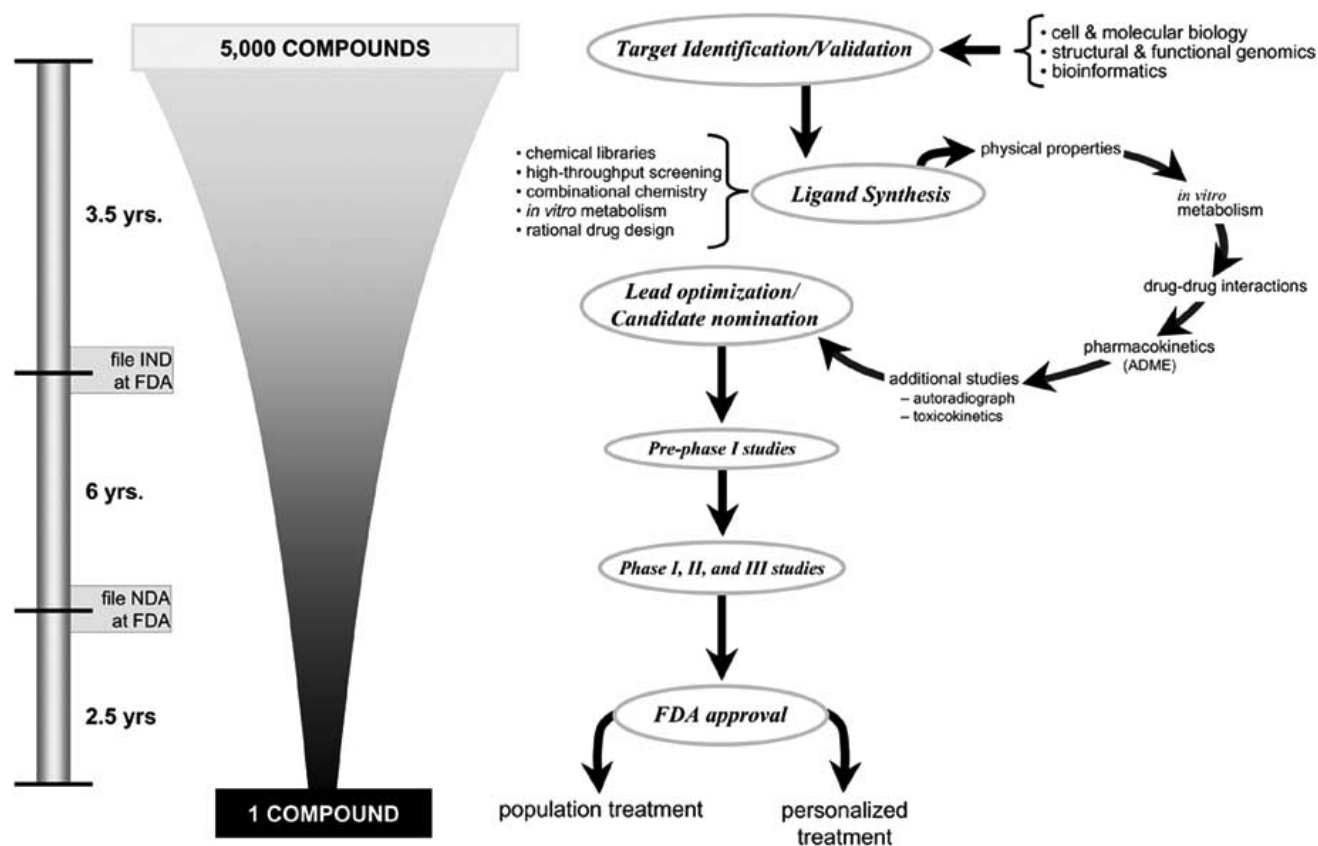 5,000 COMPOUNDS
3.5 yrs.
file IND
at FDA
6 yrs.
file NDA
at FDA
2.5 yrs
1 COMPOUND
Target Identification/Validation
• cell & molecular biology
• structural & functional genomics
• bioinformatics
• chemical libraries
• high-throughput screening
• combinational chemistry
• in vitro metabolism
• rational drug design
Ligand Synthesis
physical properties
in vitro
metabolism
drug-drug interactions
pharmacokinetics
(ADME)
additional studies
– autoradiograph
– toxicokinetics
Lead optimization/
Candidate nomination
Pre-phase I studies
Phase I, II, and III studies
FDA approval
population treatment
personalized
treatment